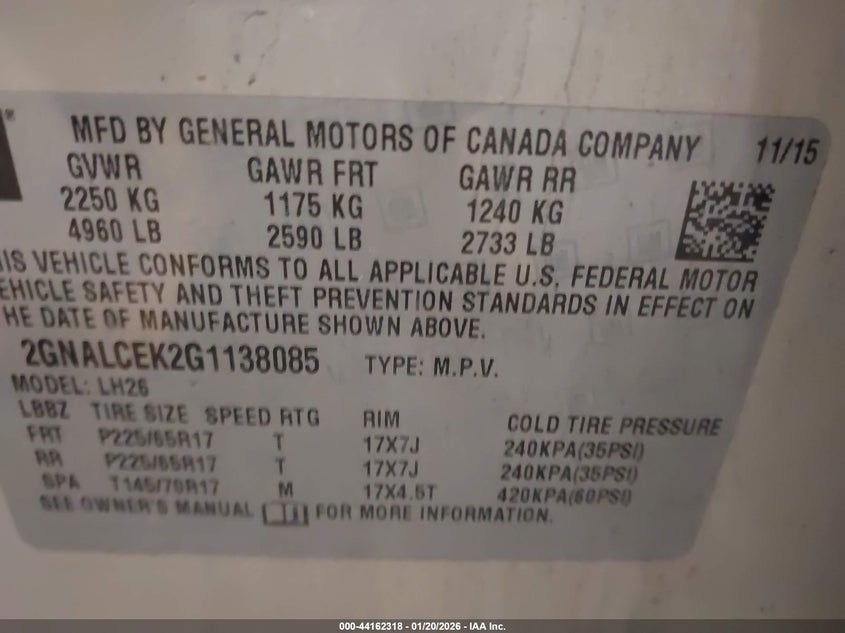 ®
MFD BY GENERAL MOTORS OF CANADA COMPANY 11/15
GVWR GAWR FRT GAWR RR
2250 KG 1175 KG 1240 KG
4960 LB 2590 LB 2733 LB
IS VEHICLE CONFORMS TO ALL APPLICABLE U.S. FEDERAL MOTOR
EHICLE SAFETY AND THEFT PREVENTION STANDARDS IN EFFECT ON
HE DATE OF MANUFACTURE SHOWN ABOVE.
2GNALCEK2G1138085 TYPE: M.P.V.
MODEL: LH26
LBBZ TIRE SIZE SPEED RTG RIM COLD TIRE PRESSURE
FRT P225/65R17 T 17X7J 240KPA(35PSI)
RR P225/65R17 T 17X7J 240KPA(35PSI)
SPA T145/70R17 M 17X4.5T 420KPA(60PSI)
SEE OWNER'S MANUAL FOR MORE INFORMATION.
000-44162318 - 01/20/2026 - IAA Inc.